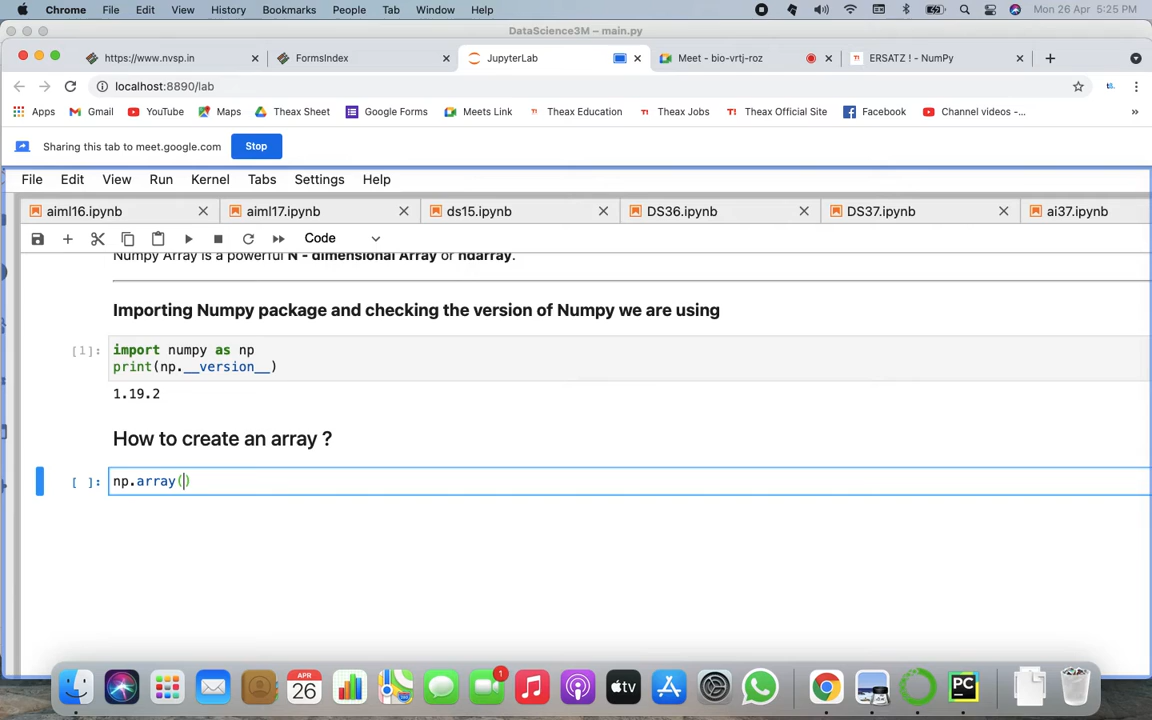 Chrome File Edit View History Bookmarks People Tab Window Help Mon 26 Apr 5:25 PM
DataScience3M – main.py
https://www.nvsp.in FormsIndex JupyterLab Meet - bio-vrtj-roz ERSATZ ! - NumPy
localhost:8890/lab
Apps Gmail YouTube Maps Theax Sheet Google Forms Meets Link Theax Education Theax Jobs Theax Official Site Facebook Channel videos -... »
Sharing this tab to meet.google.com Stop
File Edit View Run Kernel Tabs Settings Help
aiml16.ipynb aiml17.ipynb ds15.ipynb DS36.ipynb DS37.ipynb ai37.ipynb
Code
Numpy Array is a powerful N - dimensional Array or ndarray.
Importing Numpy package and checking the version of Numpy we are using
[1]: import numpy as np
print(np.__version__)
1.19.2
How to create an array ?
[ ]: np.array()
1
APR
26
tv
PC